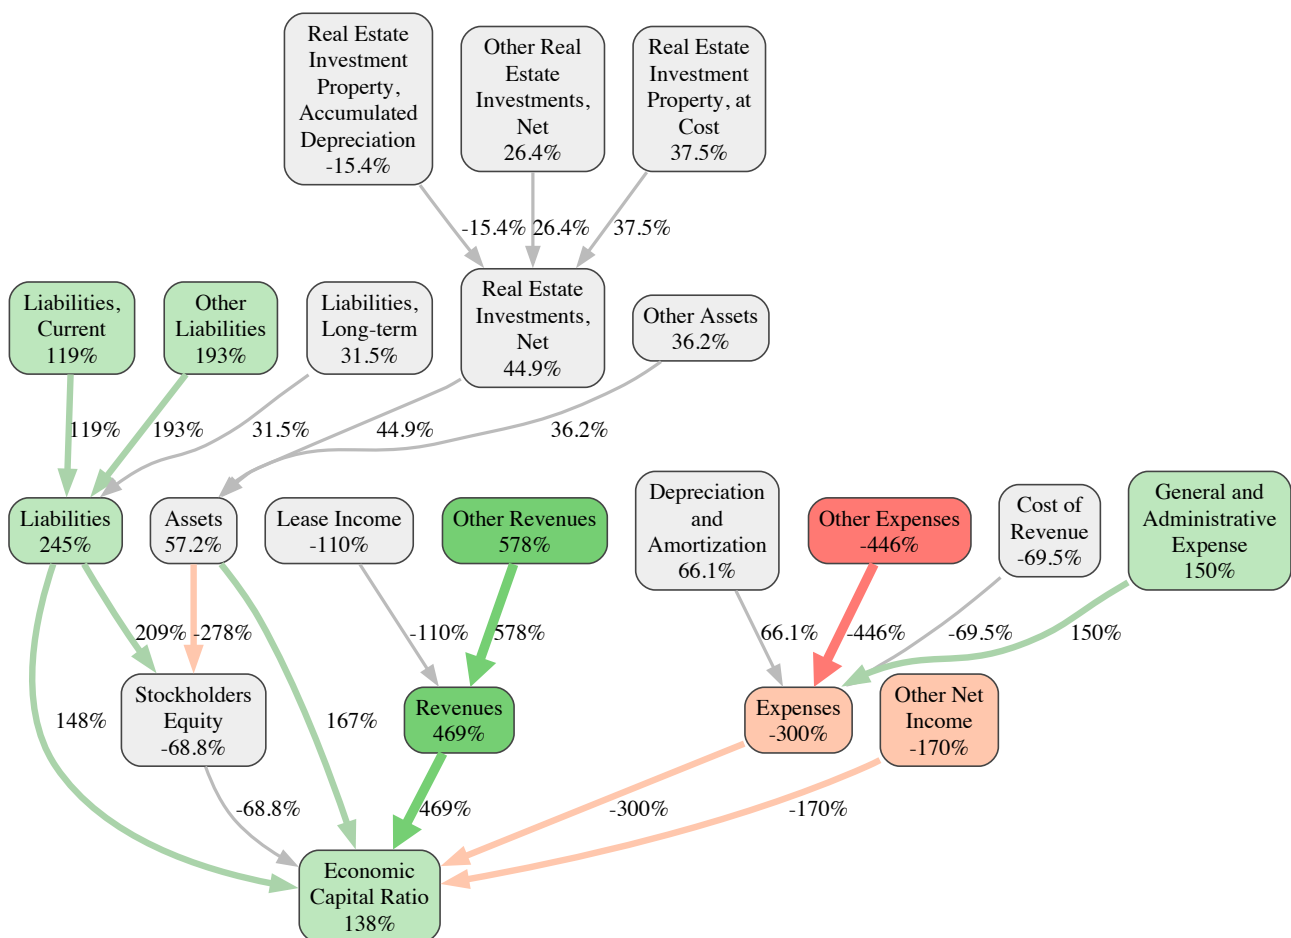 Real Estate
Investment
Property,
Accumulated
Depreciation
-15.4%
Other Real
Estate
Investments,
Net
26.4%
Real Estate
Investment
Property, at
Cost
37.5%
-15.4%
26.4%
37.5%
Liabilities,
Current
119%
Other
Liabilities
193%
Liabilities,
Long-term
31.5%
Real Estate
Investments,
Net
44.9%
Other Assets
36.2%
119%
193%
31.5%
44.9%
36.2%
Liabilities
245%
Assets
57.2%
Lease Income
-110%
Other Revenues
578%
Depreciation
and
Amortization
66.1%
Other Expenses
-446%
Cost of
Revenue
-69.5%
General and
Administrative
Expense
150%
209%
-278%
-110%
578%
66.1%
-446%
-69.5%
150%
Stockholders
Equity
-68.8%
Revenues
469%
Expenses
-300%
Other Net
Income
-170%
148%
167%
-68.8%
469%
-300%
-170%
Economic
Capital Ratio
138%